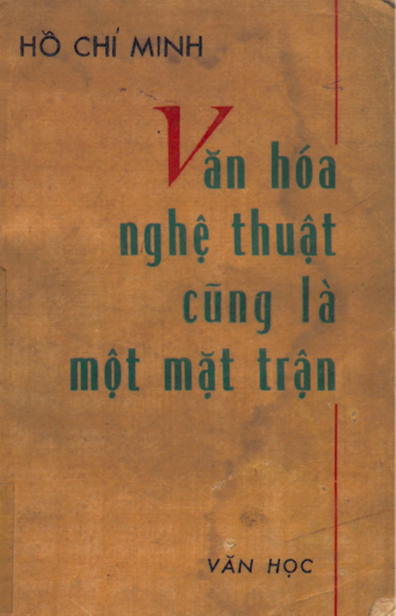 HỒ CHÍ MINH
Văn hóa
nghệ thuật
cũng là
một mặt trận
VĂN HỌC